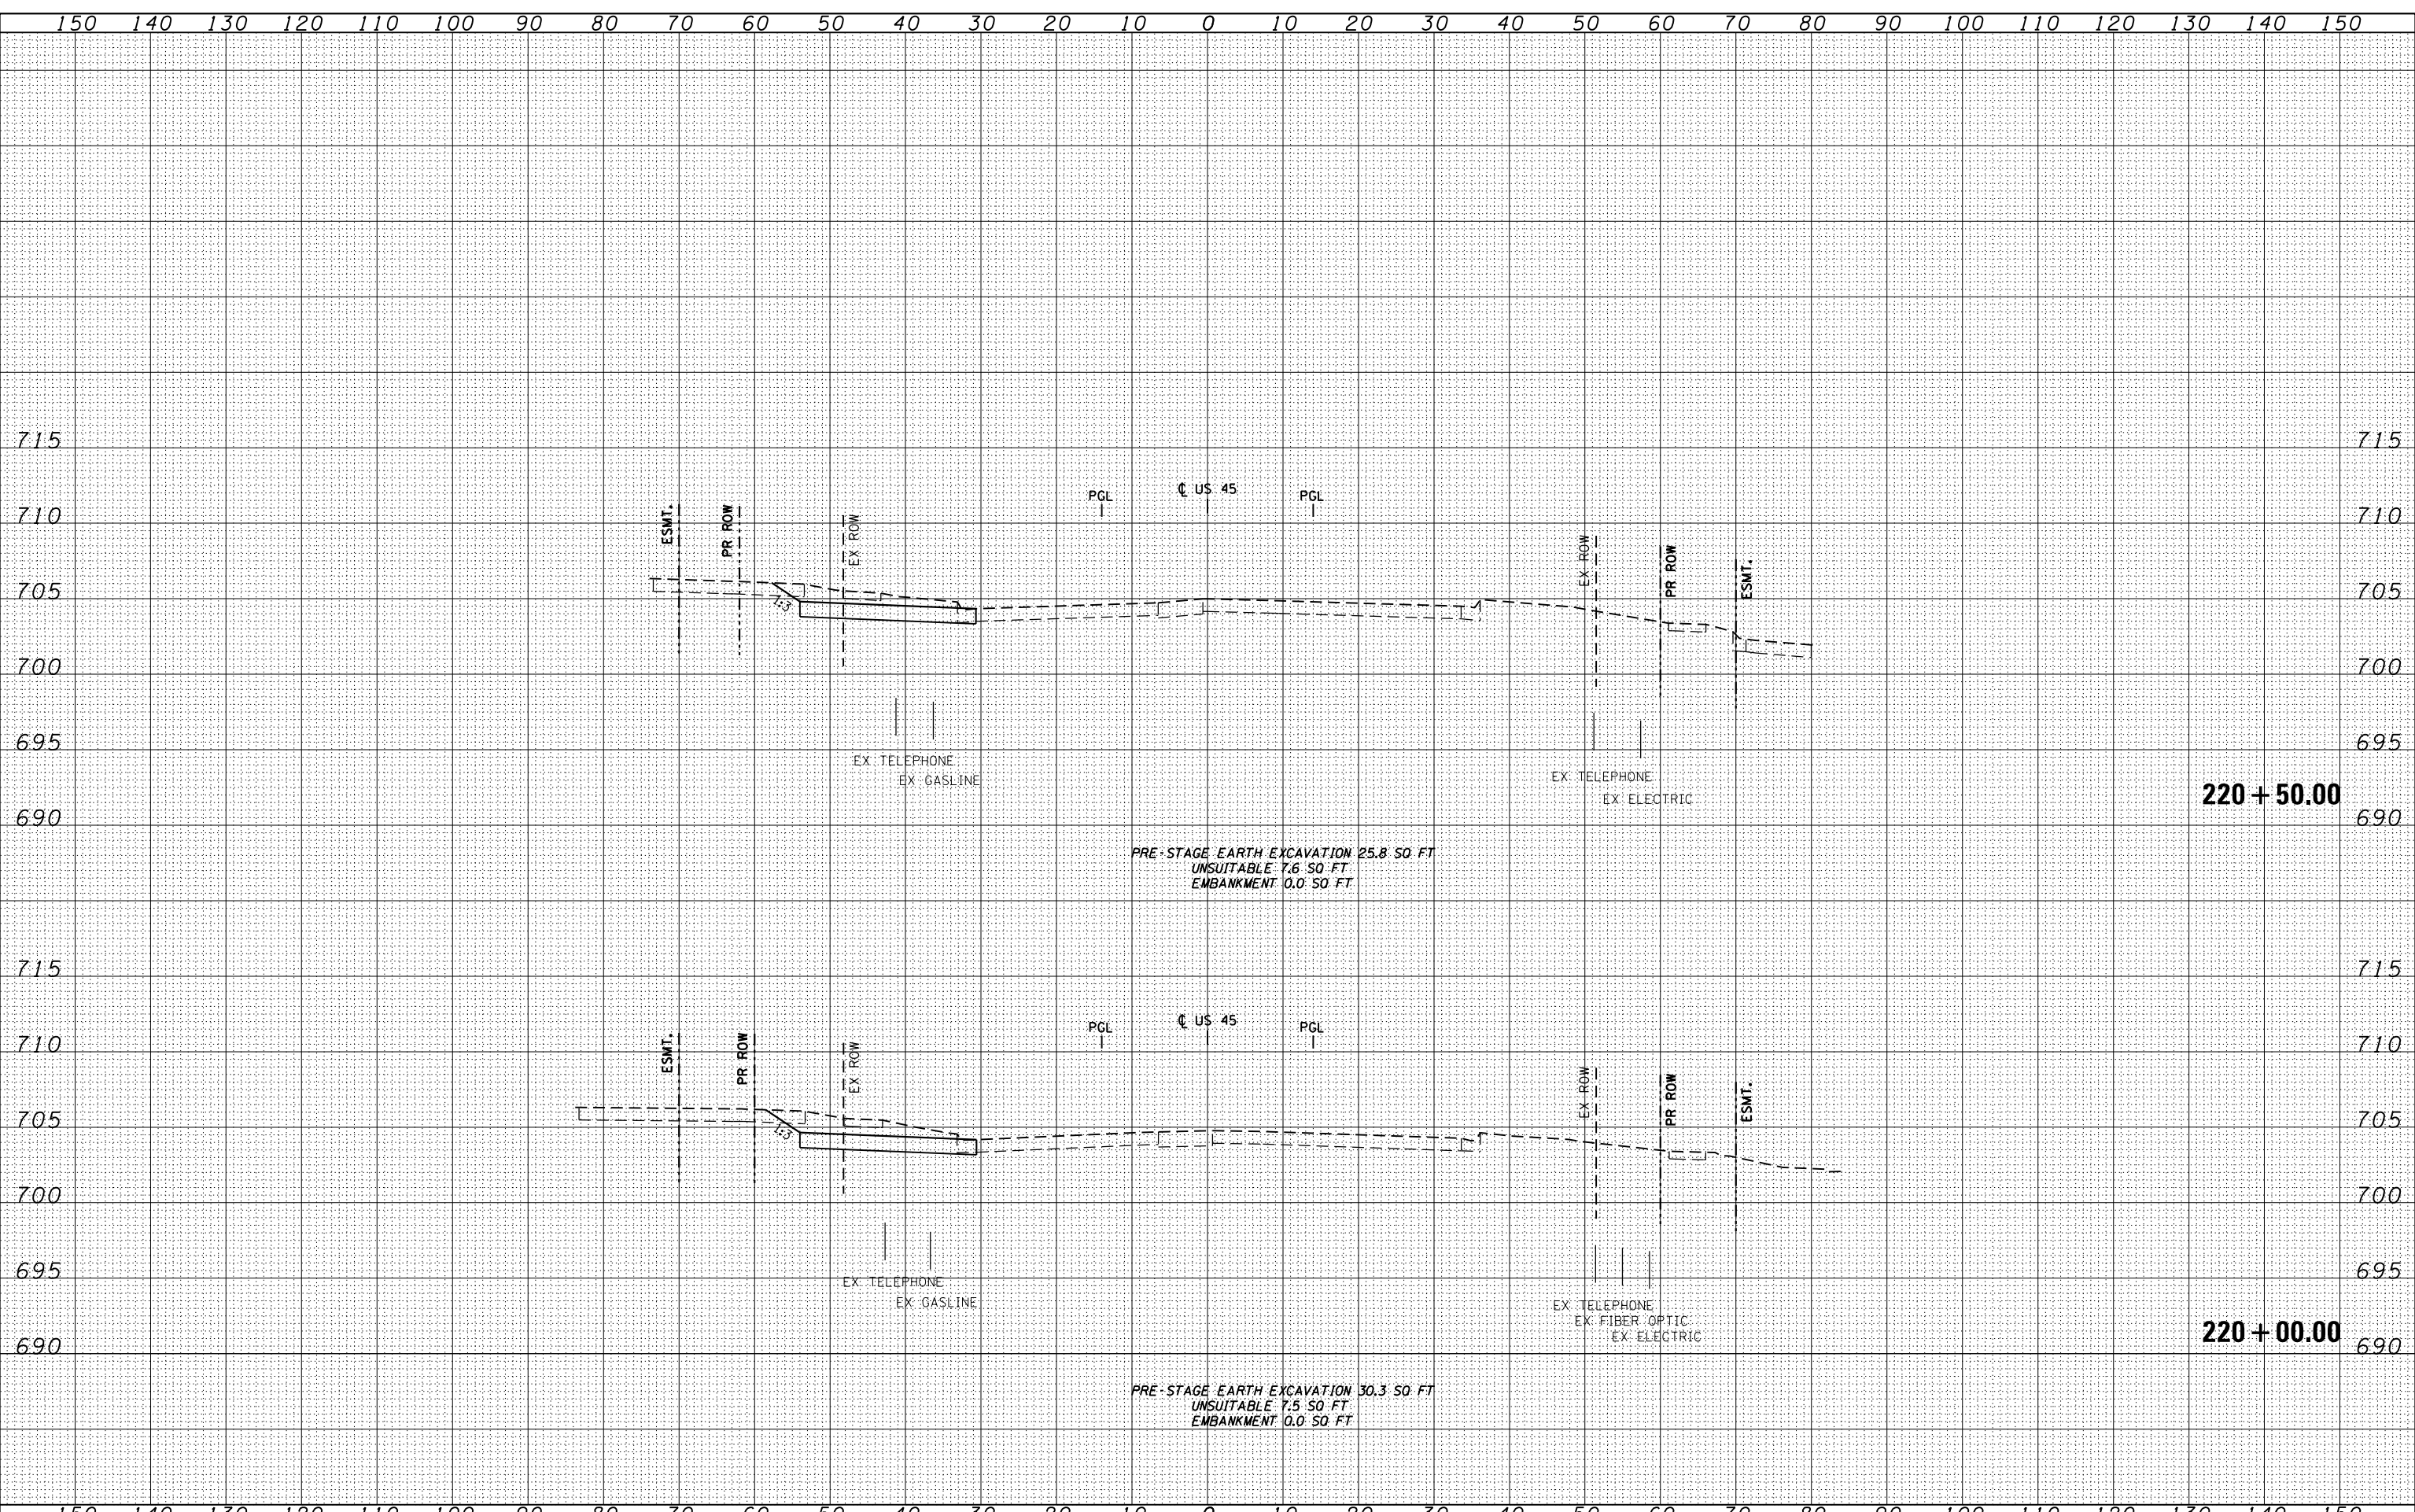 150 140 130 120 110 100 90 80 70 60 50 40 30 20 10 0 10 20 30 40 50 60 70 80 90 100 110 120 130 140 150
715 715
℄ US 45
PGL PGL
710 710
ESMT. PR ROW EX ROW EX ROW PR ROW ESMT.
705 705
1:3
700 700
695 695
EX TELEPHONE
EX GASLINE
EX TELEPHONE
EX ELECTRIC
220+50.00
690 690
PRE-STAGE EARTH EXCAVATION 25.8 SQ FT
UNSUITABLE 7.6 SQ FT
EMBANKMENT 0.0 SQ FT
715 715
℄ US 45
PGL PGL
710 710
ESMT. PR ROW EX ROW EX ROW PR ROW ESMT.
705 705
1:3
700 700
695 695
EX TELEPHONE
EX GASLINE
EX TELEPHONE
EX FIBER OPTIC
EX ELECTRIC
220+00.00
690 690
PRE-STAGE EARTH EXCAVATION 30.3 SQ FT
UNSUITABLE 7.5 SQ FT
EMBANKMENT 0.0 SQ FT
150 140 130 120 110 100 90 80 70 60 50 40 30 20 10 0 10 20 30 40 50 60 70 80 90 100 110 120 130 140 150